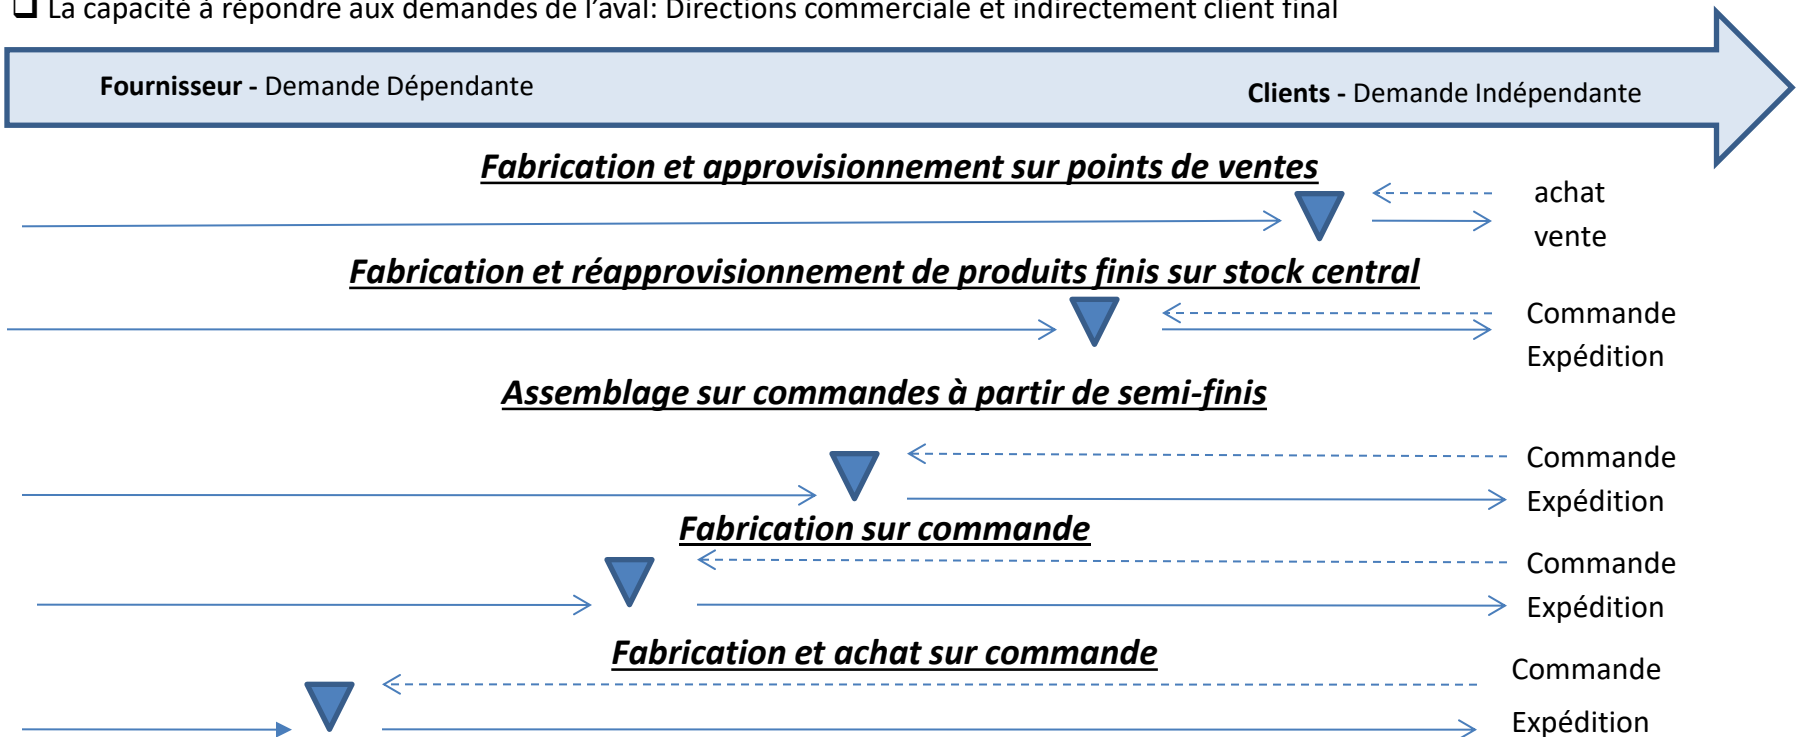 ❑ La capacité à répondre aux demandes de l'aval: Directions commerciale et indirectement client final
Fournisseur - Demande Dépendante
Clients - Demande Indépendante
Fabrication et approvisionnement sur points de ventes
achat
vente
Fabrication et réapprovisionnement de produits finis sur stock central
Commande
Expédition
Assemblage sur commandes à partir de semi-finis
Commande
Expédition
Fabrication sur commande
Commande
Expédition
Fabrication et achat sur commande
Commande
Expédition